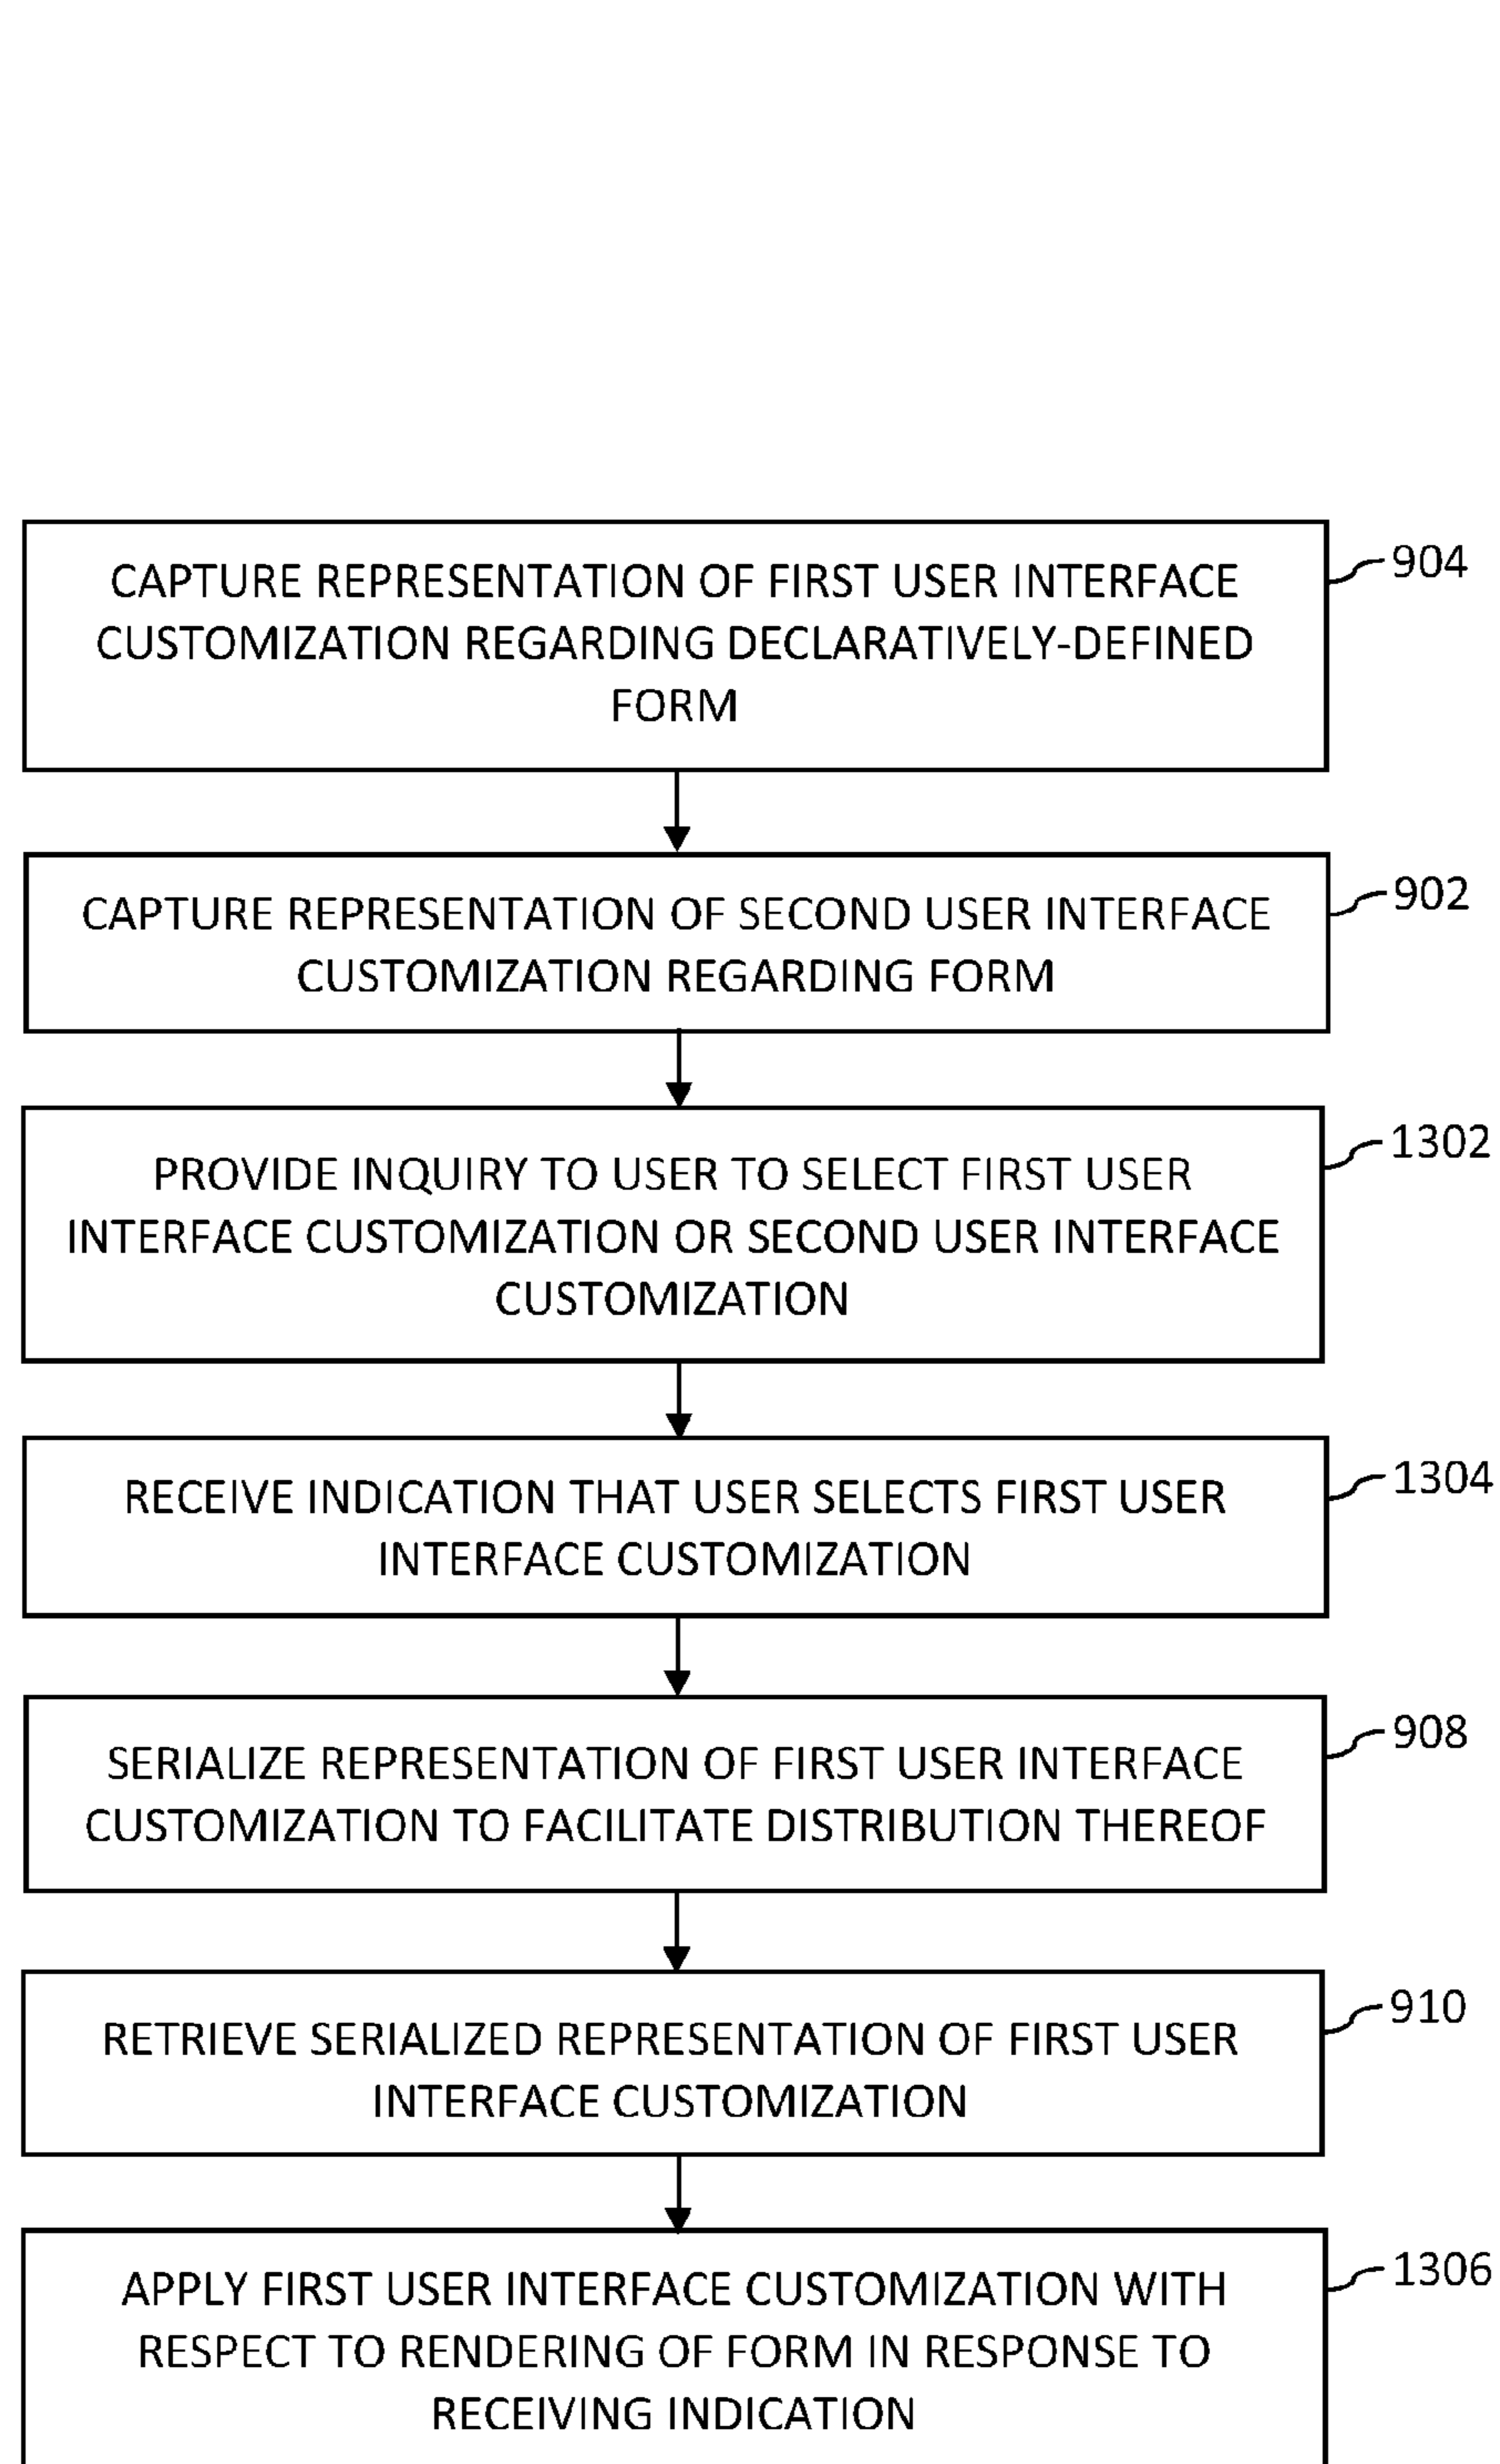 904
CAPTURE REPRESENTATION OF FIRST USER INTERFACE
CUSTOMIZATION REGARDING DECLARATIVELY-DEFINED
FORM
902
CAPTURE REPRESENTATION OF SECOND USER INTERFACE
CUSTOMIZATION REGARDING FORM
1302
PROVIDE INQUIRY TO USER TO SELECT FIRST USER
INTERFACE CUSTOMIZATION OR SECOND USER INTERFACE
CUSTOMIZATION
1304
RECEIVE INDICATION THAT USER SELECTS FIRST USER
INTERFACE CUSTOMIZATION
908
SERIALIZE REPRESENTATION OF FIRST USER INTERFACE
CUSTOMIZATION TO FACILITATE DISTRIBUTION THEREOF
910
RETRIEVE SERIALIZED REPRESENTATION OF FIRST USER
INTERFACE CUSTOMIZATION
1306
APPLY FIRST USER INTERFACE CUSTOMIZATION WITH
RESPECT TO RENDERING OF FORM IN RESPONSE TO
RECEIVING INDICATION